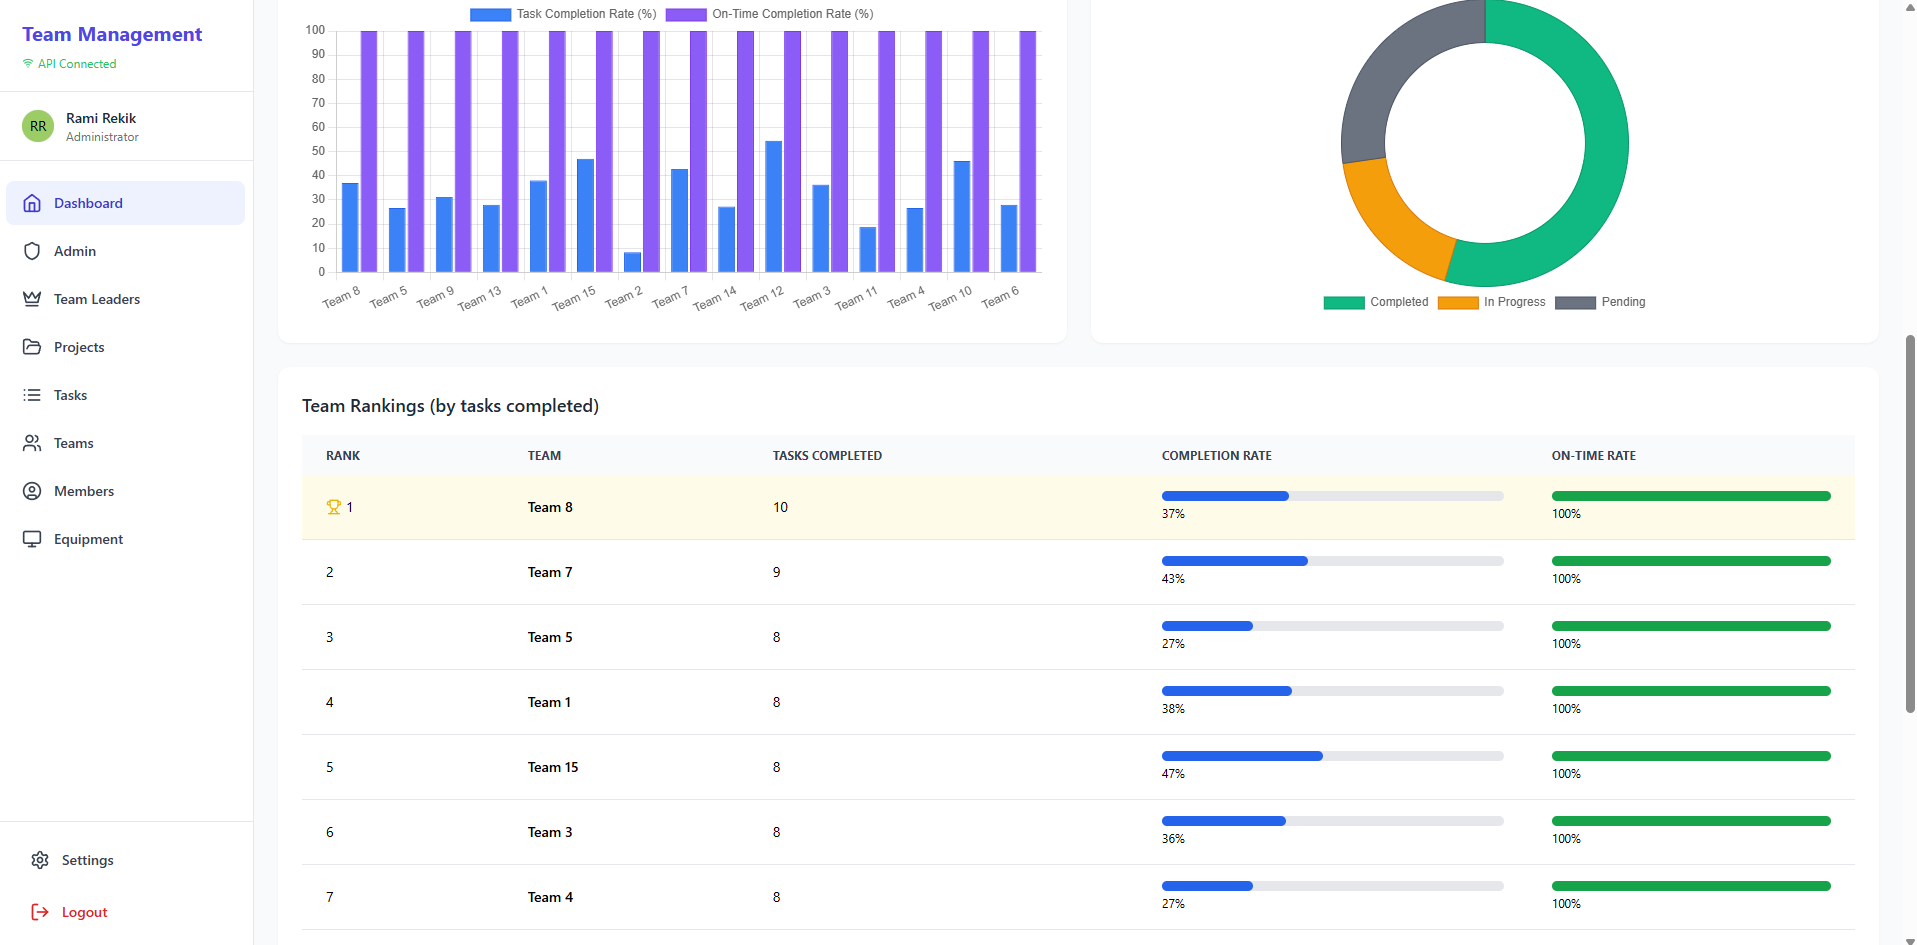 Team Management
API Connected
RR
Rami Rekik
Administrator
Dashboard
Admin
Team Leaders
Projects
Tasks
Teams
Members
Equipment
Settings
Logout
Task Completion Rate (%) On-Time Completion Rate (%)
100
90
80
70
60
50
40
30
20
10
0
Team 8 Team 5 Team 9 Team 13 Team 1 Team 15 Team 2 Team 7 Team 14 Team 12 Team 3 Team 11 Team 4 Team 10 Team 6
Completed In Progress Pending
Team Rankings (by tasks completed)
RANK TEAM TASKS COMPLETED COMPLETION RATE ON-TIME RATE
1 Team 8 10 37% 100%
2 Team 7 9 43% 100%
3 Team 5 8 27% 100%
4 Team 1 8 38% 100%
5 Team 15 8 47% 100%
6 Team 3 8 36% 100%
7 Team 4 8 27% 100%